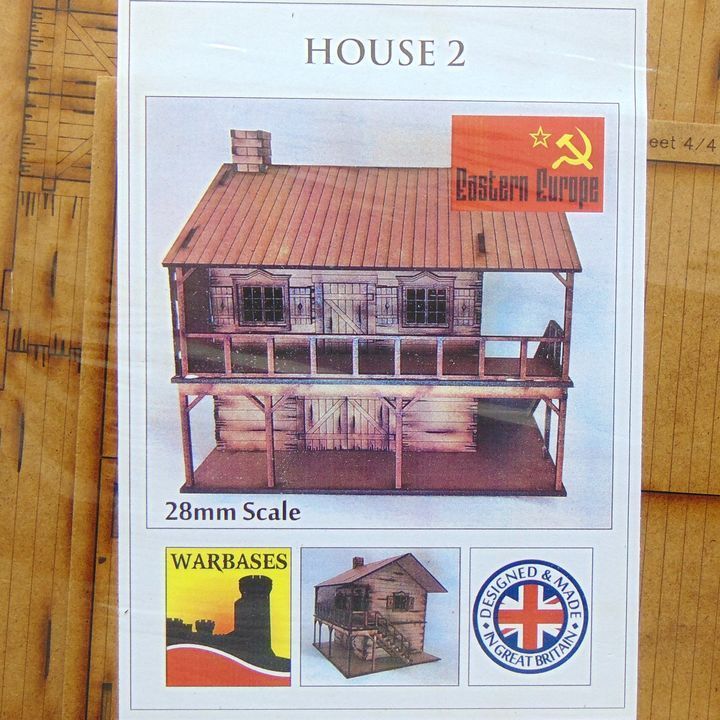 HOUSE 2
Eastern Europe
eet 4/4
28mm Scale
WARBASES
DESIGNED & MADE
IN GREAT BRITAIN